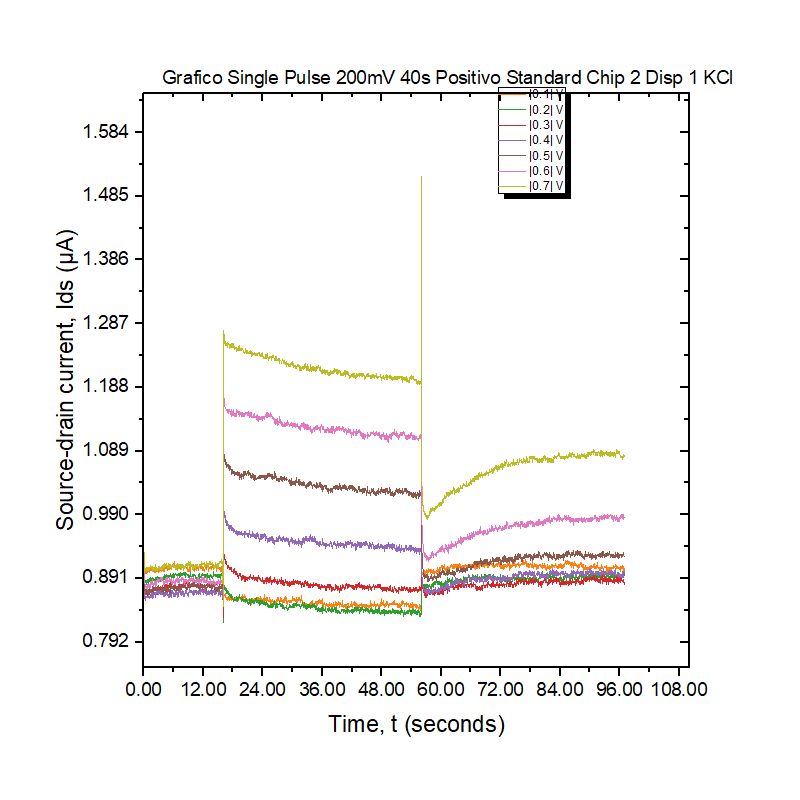 Grafico Single Pulse 200mV 40s Positivo Standard Chip 2 Disp 1 KCl
|0.1| V
|0.2| V
|0.3| V
|0.4| V
|0.5| V
|0.6| V
|0.7| V
1.584
1.485
1.386
1.287
1.188
1.089
0.990
0.891
0.792
Source-drain current, Ids (µA)
0.00 12.00 24.00 36.00 48.00 60.00 72.00 84.00 96.00 108.00
Time, t (seconds)